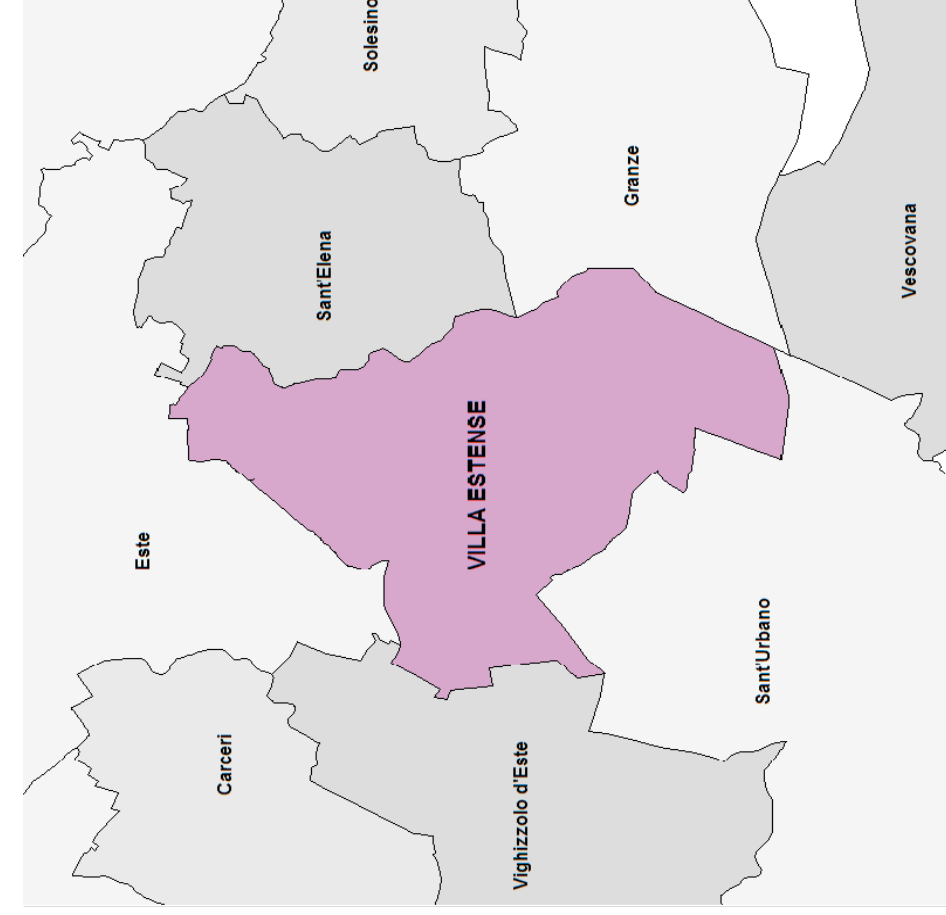 Este
Carceri
Sant'Elena
Solesino
VILLA ESTENSE
Vighizzolo d'Este
Granze
Sant'Urbano
Vescovana